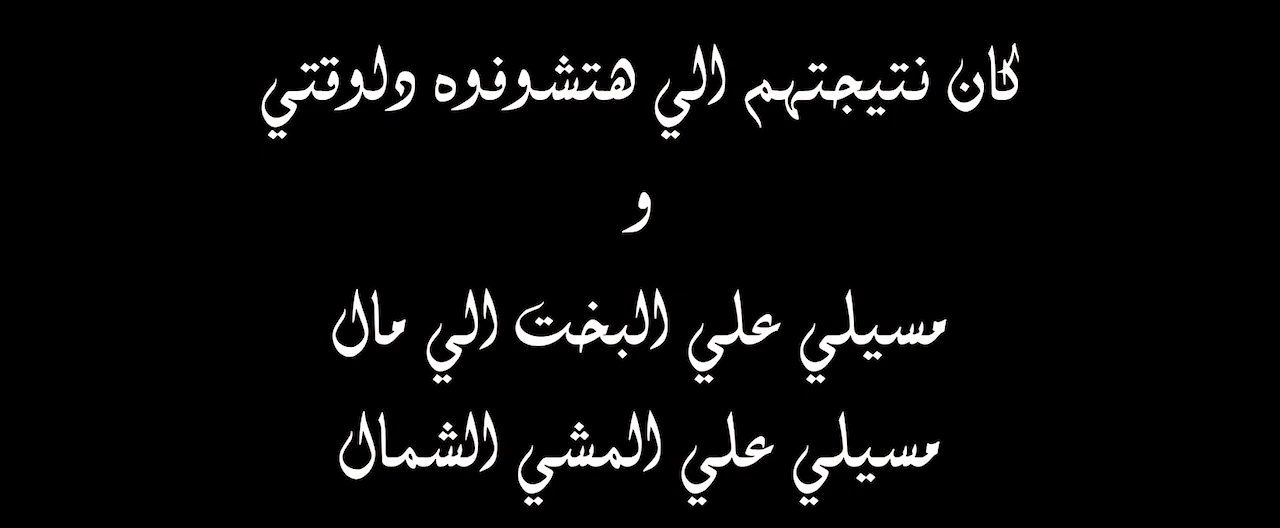 كان نتيجتهم الي هتشوفوه دلوقتي
و
مسيلي علي البخت الي مال
مسيلي علي المشي الشمال